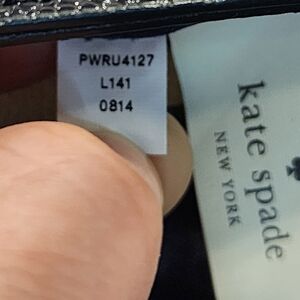 PWRU4127
L141
0814
kate spade
NEW YORK